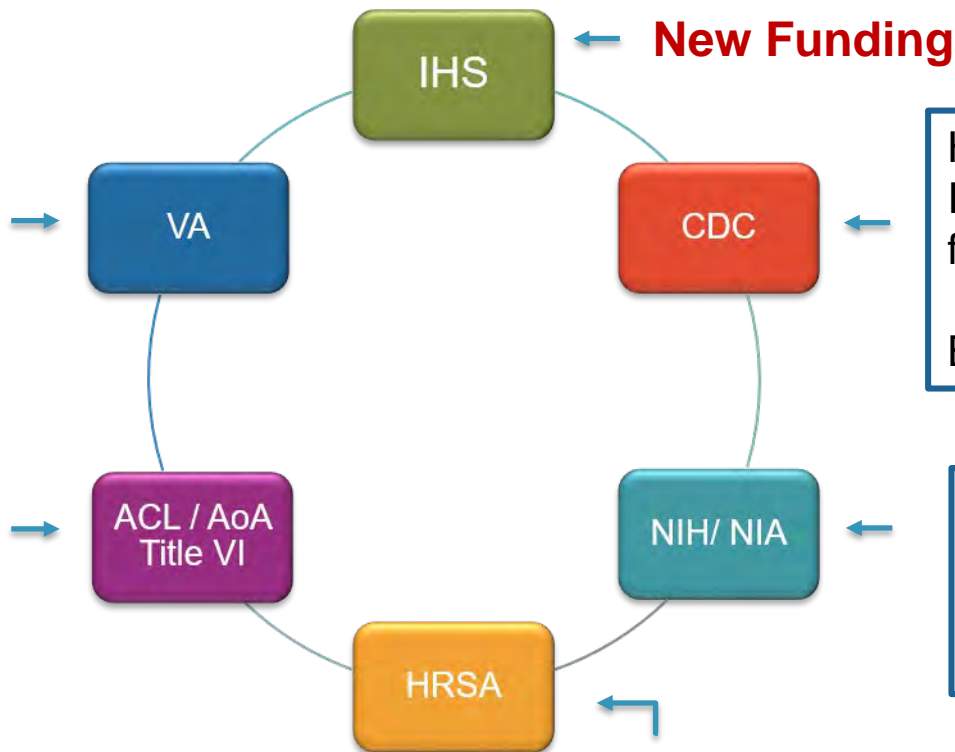 New Funding
IHS
VA
CDC
ACL / AoA
Title VI
NIH/ NIA
HRSA